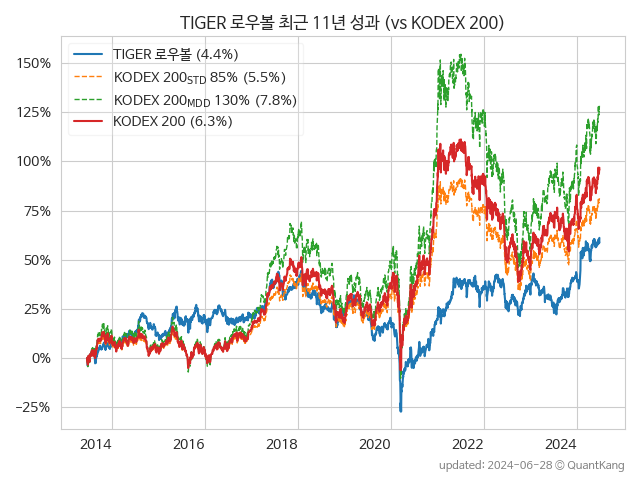 TIGER 로우볼 최근 11년 성과 (vs KODEX 200)
TIGER 로우볼 (4.4%)
KODEX 200STD 85% (5.5%)
KODEX 200MDD 130% (7.8%)
KODEX 200 (6.3%)
150%
125%
100%
75%
50%
25%
0%
−25%
2014 2016 2018 2020 2022 2024
updated: 2024-06-28 © QuantKang